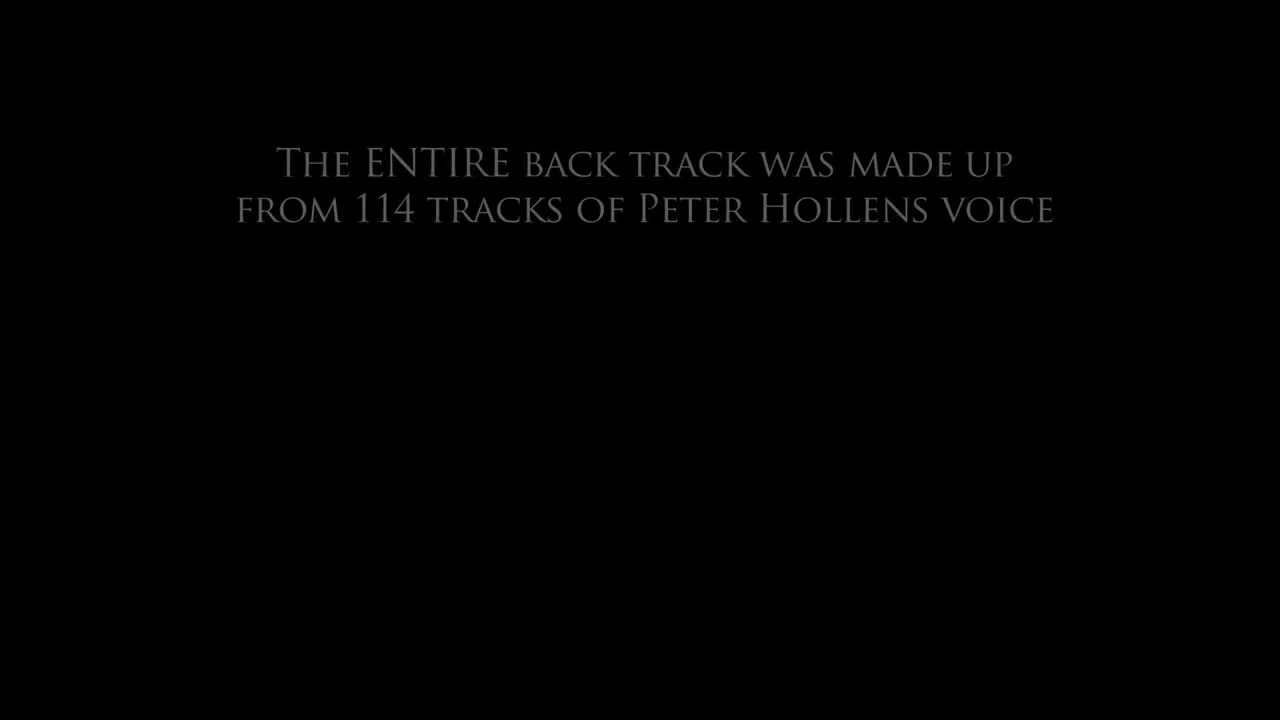 The ENTIRE back track was made up
from 114 tracks of Peter Hollens voice